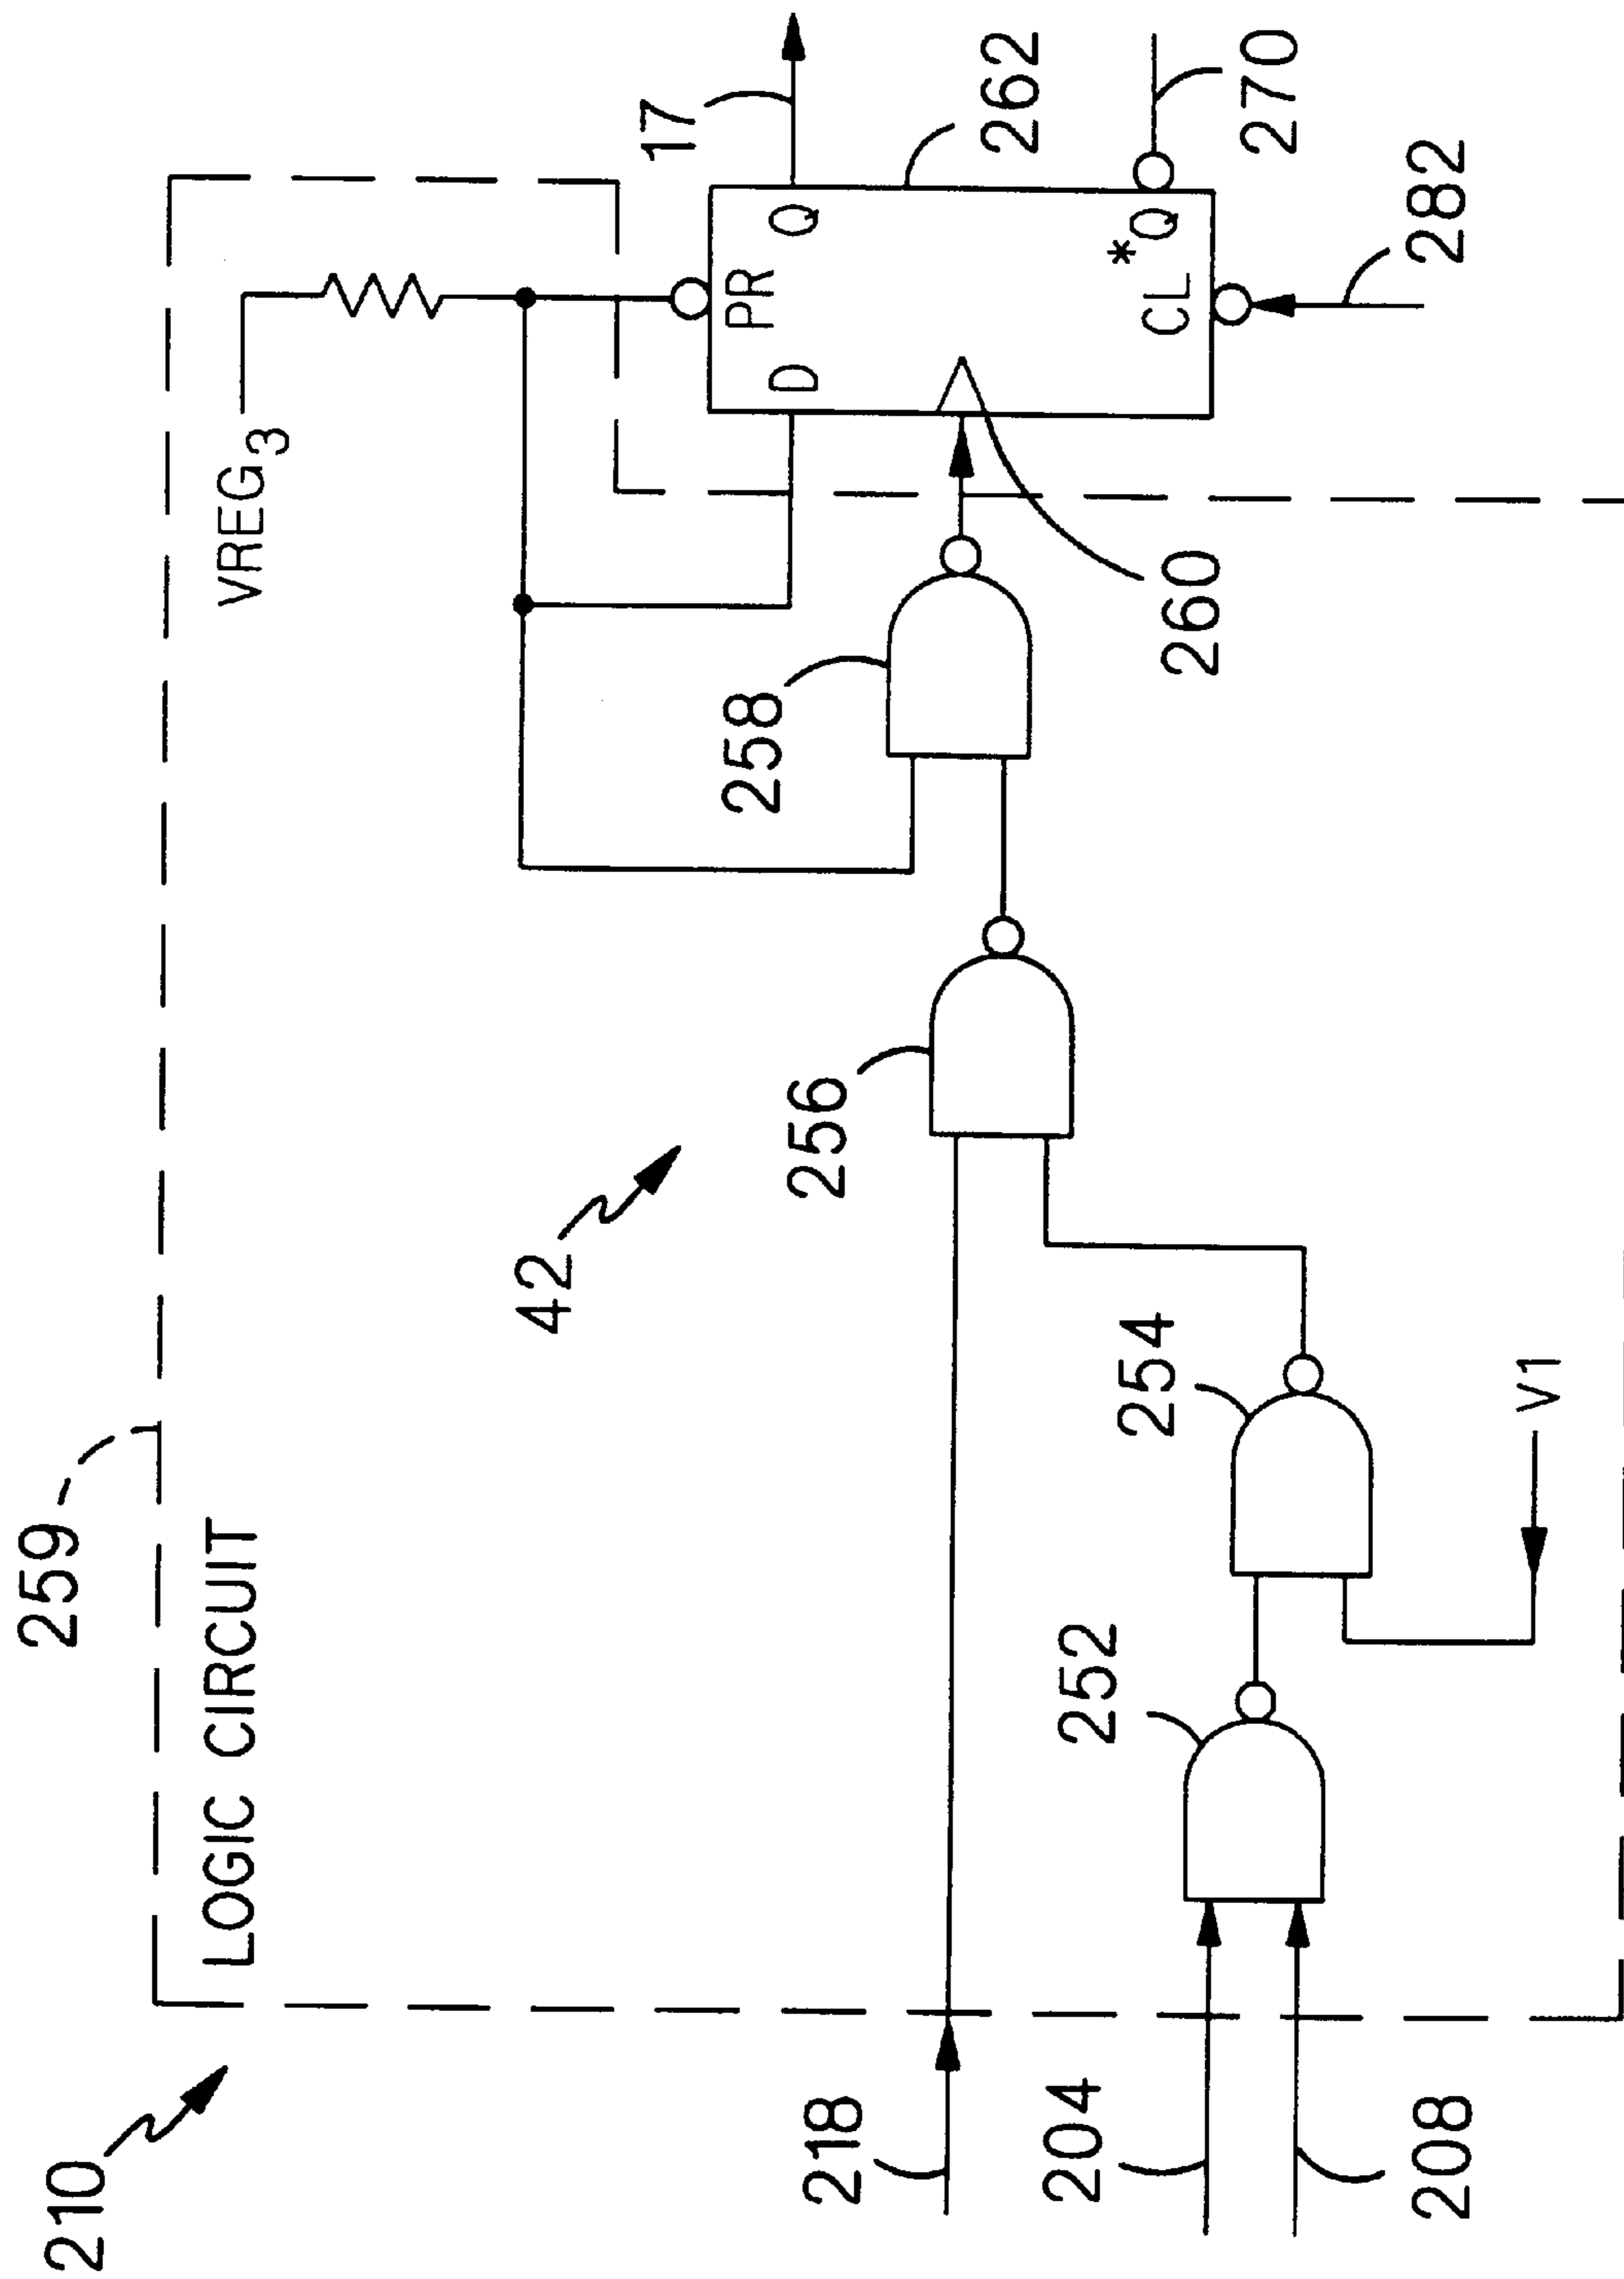 210
259
LOGIC CIRCUIT
VREG3
42
17
PR
D
Q
262
*
Q
CL
270
282
258
260
256
254
V1
252
218
204
208